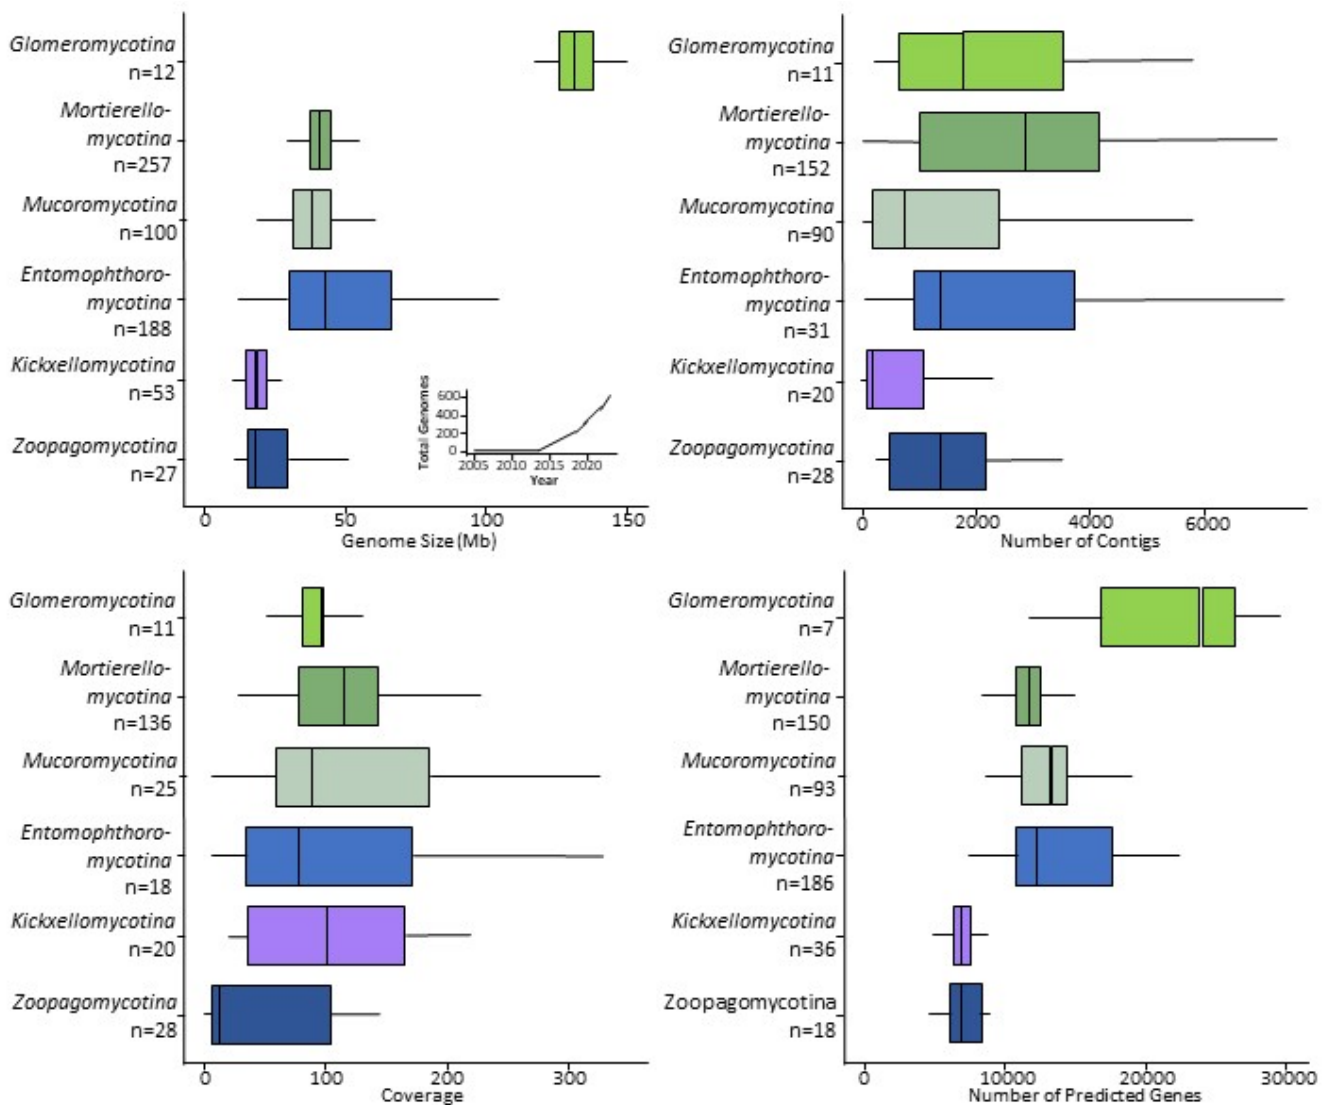 Glomeromycotina
n=12
Mortierello-
mycotina
n=257
Mucoromycotina
n=100
Entomophthoro-
mycotina
n=188
Kickxellomycotina
n=53
Zoopagomycotina
n=27
Total Genomes
600
400
200
0
2005 2010 2015 2020
Year
0 50 100 150
Genome Size (Mb)
Glomeromycotina
n=11
Mortierello-
mycotina
n=152
Mucoromycotina
n=90
Entomophthoro-
mycotina
n=31
Kickxellomycotina
n=20
Zoopagomycotina
n=28
0 2000 4000 6000
Number of Contigs
Glomeromycotina
n=11
Mortierello-
mycotina
n=136
Mucoromycotina
n=25
Entomophthoro-
mycotina
n=18
Kickxellomycotina
n=20
Zoopagomycotina
n=28
0 100 200 300
Coverage
Glomeromycotina
n=7
Mortierello-
mycotina
n=150
Mucoromycotina
n=93
Entomophthoro-
mycotina
n=186
Kickxellomycotina
n=36
Zoopagomycotina
n=18
0 10000 20000 30000
Number of Predicted Genes